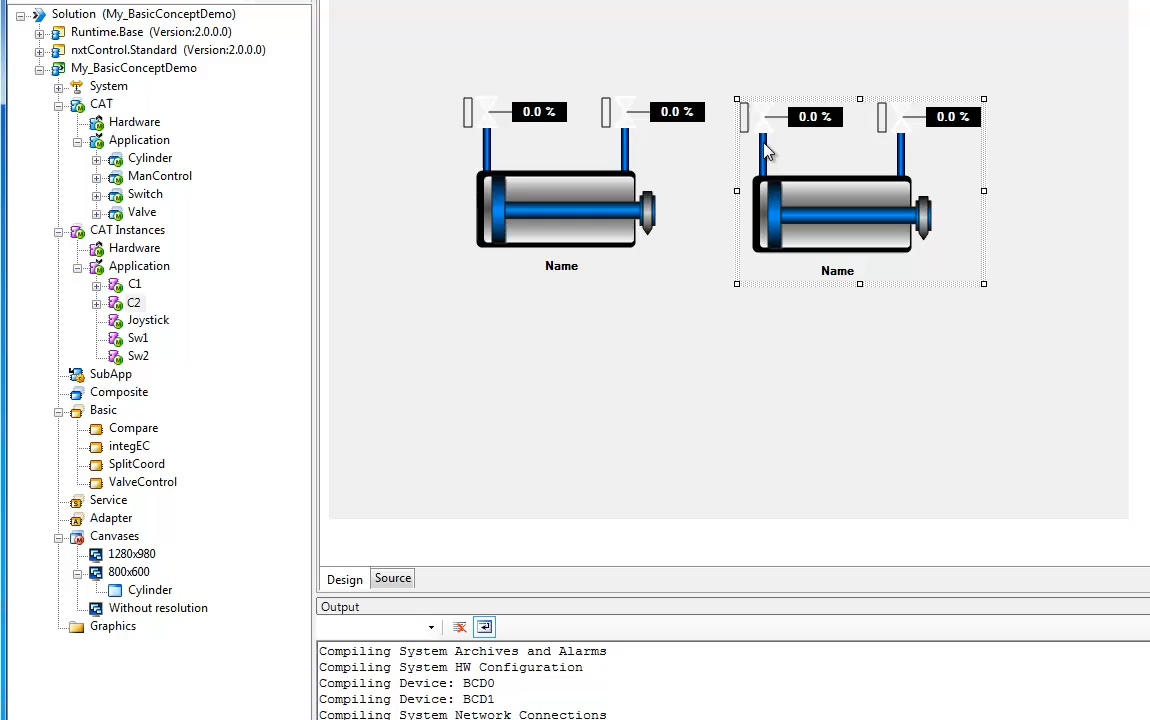 Solution (My_BasicConceptDemo)
Runtime.Base (Version:2.0.0.0)
nxtControl.Standard (Version:2.0.0.0)
My_BasicConceptDemo
System
CAT
Hardware
Application
Cylinder
ManControl
Switch
Valve
CAT Instances
Hardware
Application
C1
C2
Joystick
Sw1
Sw2
SubApp
Composite
Basic
Compare
integEC
SplitCoord
ValveControl
Service
Adapter
Canvases
1280x980
800x600
Cylinder
Without resolution
Graphics
0.0 %
0.0 %
0.0 %
0.0 %
Name
Name
Design
Source
Output
Compiling System Archives and Alarms
Compiling System HW Configuration
Compiling Device: BCD0
Compiling Device: BCD1
Compiling System Network Connections